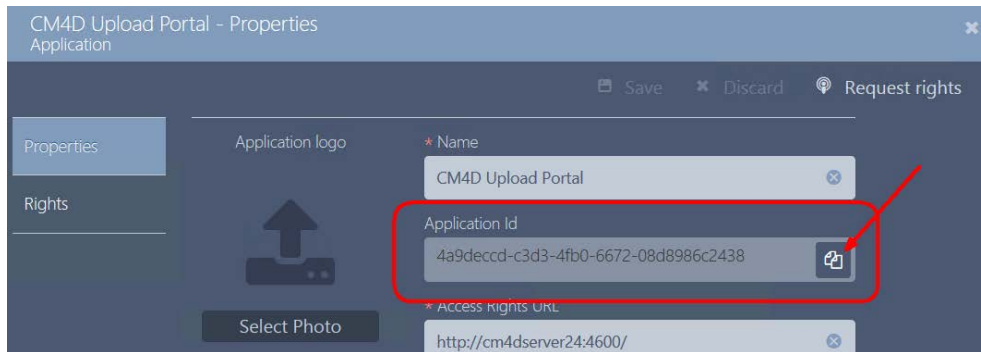 CM4D Upload Portal - Properties
Application
Save
Discard
Request rights
Properties
Rights
Application logo
Select Photo
* Name
CM4D Upload Portal
Application Id
4a9deccd-c3d3-4fb0-6672-08d8986c2438
* Access Rights URL
http://cm4dserver24:4600/